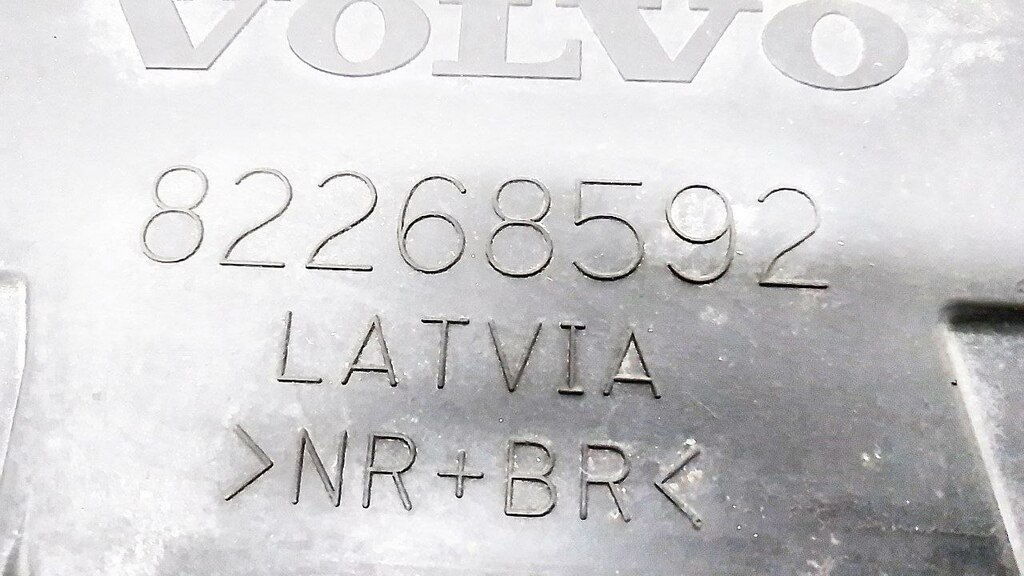 VOLVO
82268592
LATVIA
>NR+BR<